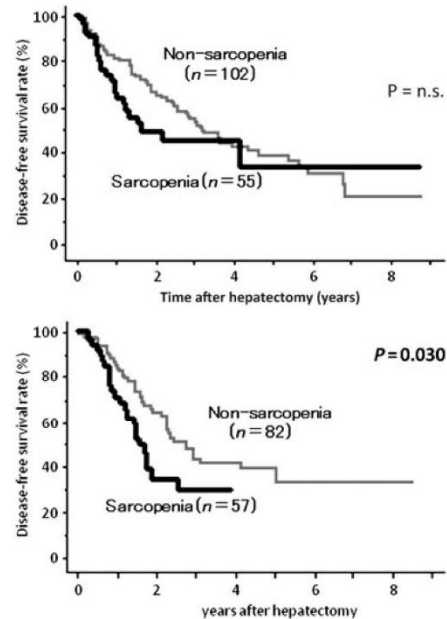 Disease-free survival rate (%)
100
80
60
40
20
0
Non-sarcopenia
(n=102)
P = n.s.
Sarcopenia(n=55)
0 2 4 6 8
Time after hepatectomy (years)
Disease-free survival rate (%)
100
80
60
40
20
0
P=0.030
Non-sarcopenia
(n=82)
Sarcopenia(n=57)
0 2 4 6 8
years after hepatectomy